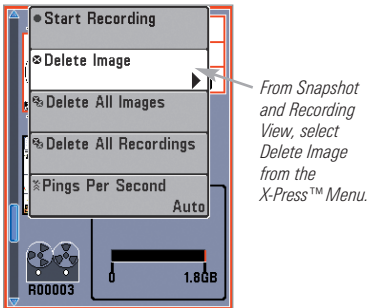 Start Recording
Delete Image
Delete All Images
Delete All Recordings
Pings Per Second
Auto
R00003
0
1.8GB
From Snapshot
and Recording
View, select
Delete Image
from the
X-Press™ Menu.